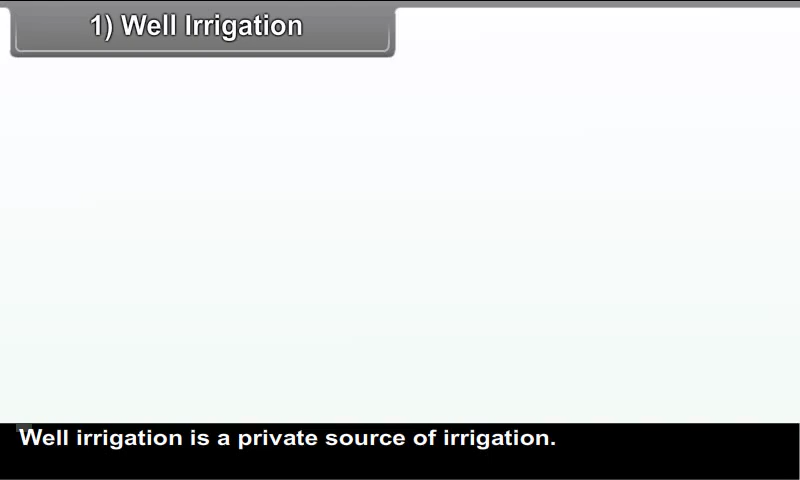 1) Well Irrigation
Well irrigation is a private source of irrigation.